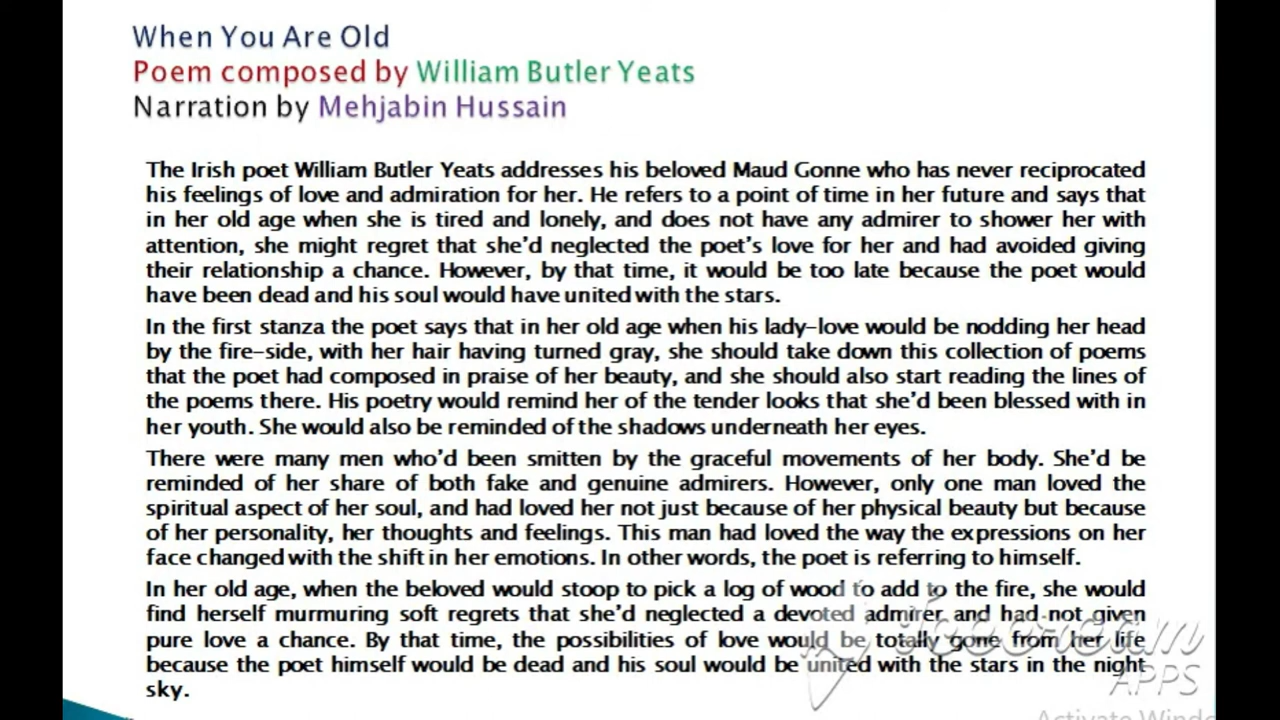 When You Are Old
Poem composed by William Butler Yeats
Narration by Mehjabin Hussain
The Irish poet William Butler Yeats addresses his beloved Maud Gonne who has never reciprocated
his feelings of love and admiration for her. He refers to a point of time in her future and says that
in her old age when she is tired and lonely, and does not have any admirer to shower her with
attention, she might regret that she'd neglected the poet's love for her and had avoided giving
their relationship a chance. However, by that time, it would be too late because the poet would
have been dead and his soul would have united with the stars.
In the first stanza the poet says that in her old age when his lady-love would be nodding her head
by the fire-side, with her hair having turned gray, she should take down this collection of poems
that the poet had composed in praise of her beauty, and she should also start reading the lines of
the poems there. His poetry would remind her of the tender looks that she'd been blessed with in
her youth. She would also be reminded of the shadows underneath her eyes.
There were many men who'd been smitten by the graceful movements of her body. She'd be
reminded of her share of both fake and genuine admirers. However, only one man loved the
spiritual aspect of her soul, and had loved her not just because of her physical beauty but because
of her personality, her thoughts and feelings. This man had loved the way the expressions on her
face changed with the shift in her emotions. In other words, the poet is referring to himself.
In her old age, when the beloved would stoop to pick a log of wood to add to the fire, she would
find herself murmuring soft regrets that she'd neglected a devoted admirer and had not given
pure love a chance. By that time, the possibilities of love would be totally gone from her life
because the poet himself would be dead and his soul would be united with the stars in the night
sky.
APPS
Activate Windo